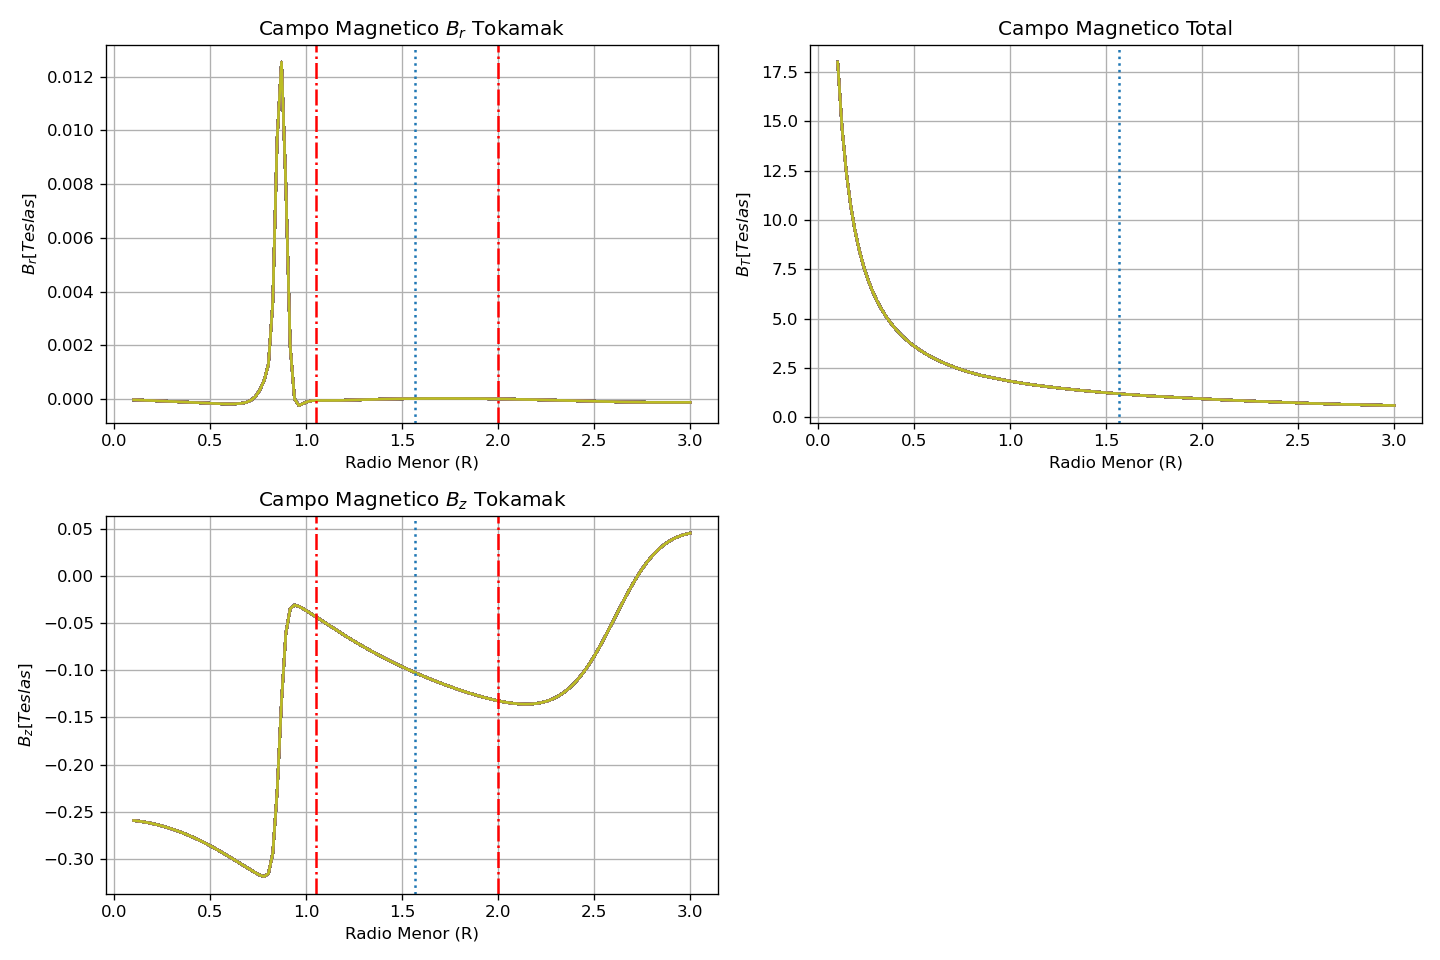 Campo Magnetico $B_r$ Tokamak
0.012
0.010
0.008
0.006
0.004
0.002
0.000
$B_r[Teslas]$
0.0 0.5 1.0 1.5 2.0 2.5 3.0
Radio Menor (R)
Campo Magnetico Total
17.5
15.0
12.5
10.0
7.5
5.0
2.5
0.0
$B_T[Teslas]$
0.0 0.5 1.0 1.5 2.0 2.5 3.0
Radio Menor (R)
Campo Magnetico $B_z$ Tokamak
0.05
0.00
−0.05
−0.10
−0.15
−0.20
−0.25
−0.30
$B_z[Teslas]$
0.0 0.5 1.0 1.5 2.0 2.5 3.0
Radio Menor (R)